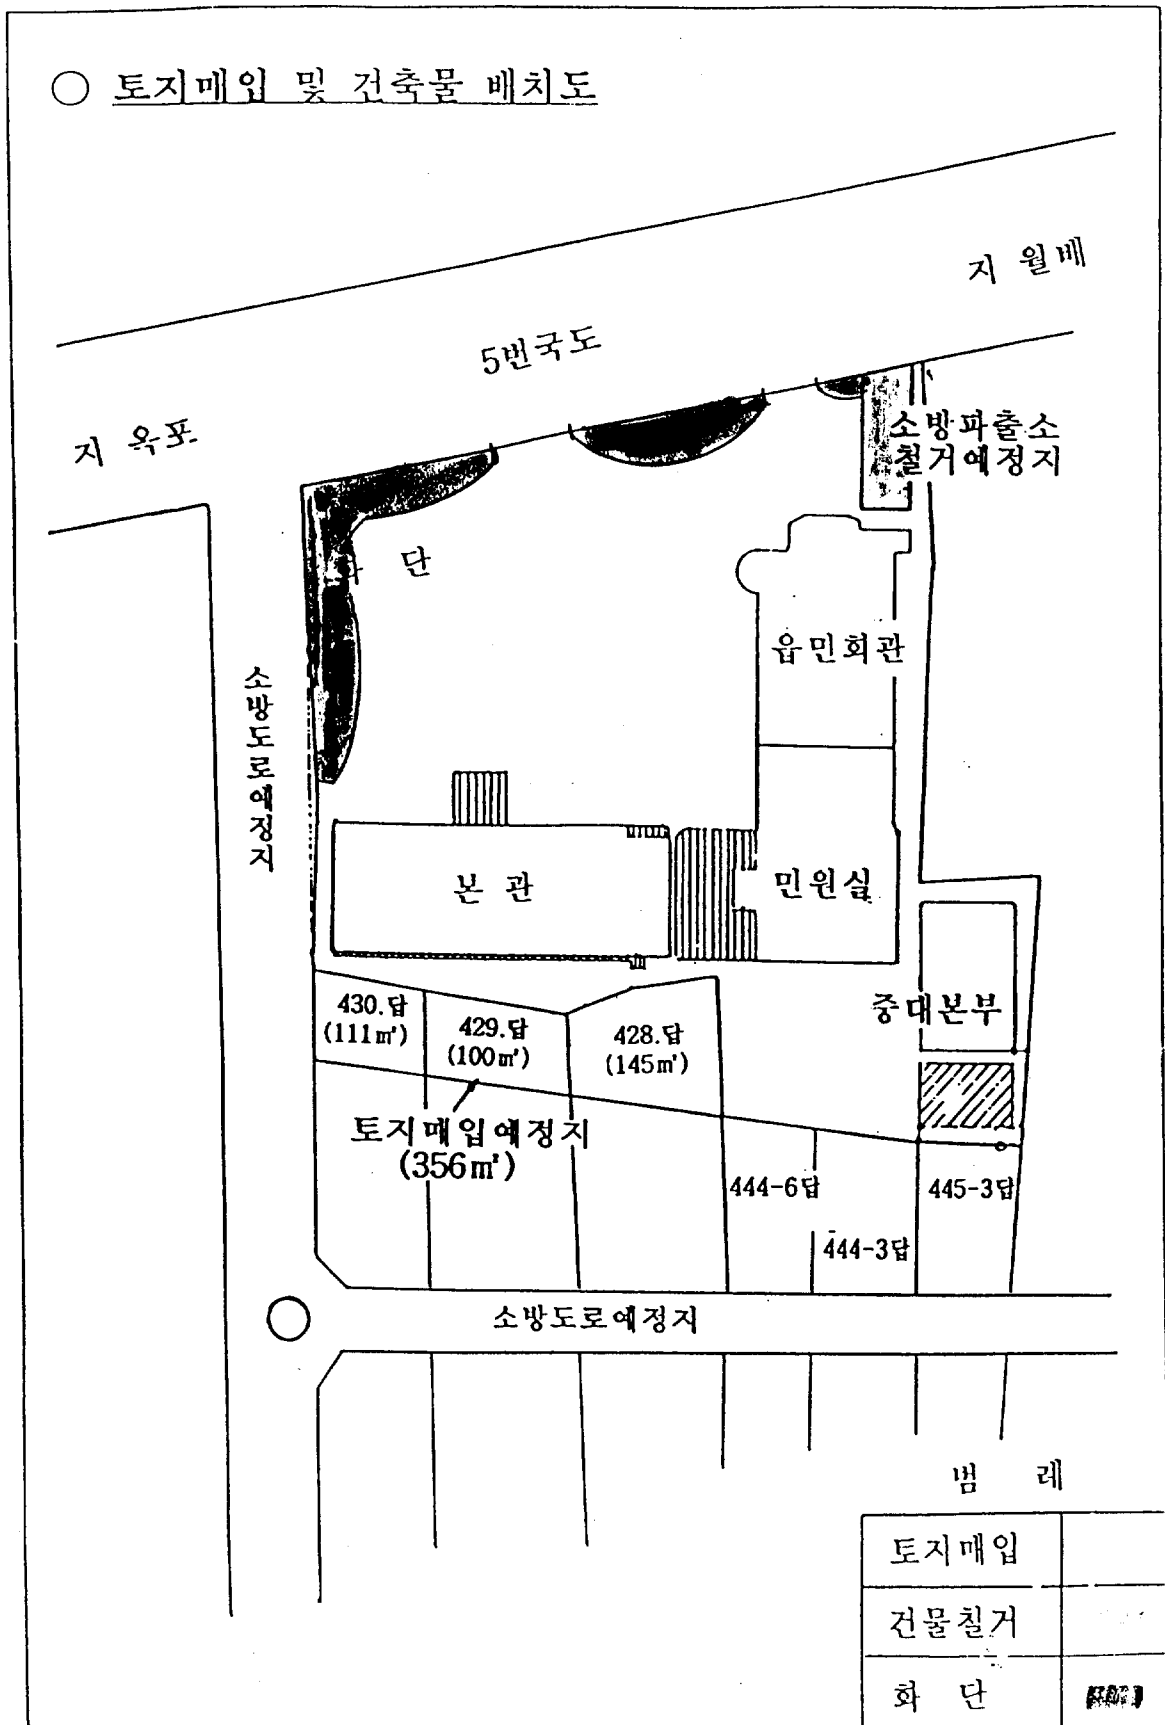 ○ 토지매입 및 건축물 배치도
지 월배
5번국도
지 옥포
소방파출소
철거예정지
화 단
읍민회관
소방도로예정지
본 관
민원실
중대본부
430.답
(111㎡)
429.답
(100㎡)
428.답
(145㎡)
토지매입예정지
(356㎡)
444-6답
445-3답
444-3답
소방도로예정지
범 례
토지매입
건물철거
화 단